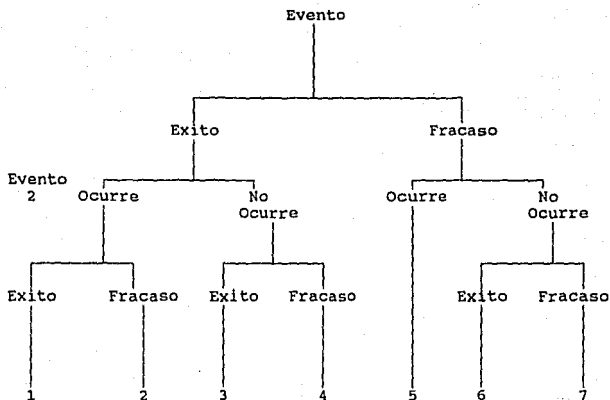 Evento
Exito Fracaso
Evento
2 Ocurre No Ocurre Ocurre No Ocurre
Exito Fracaso Exito Fracaso Exito Fracaso
1 2 3 4 5 6 7